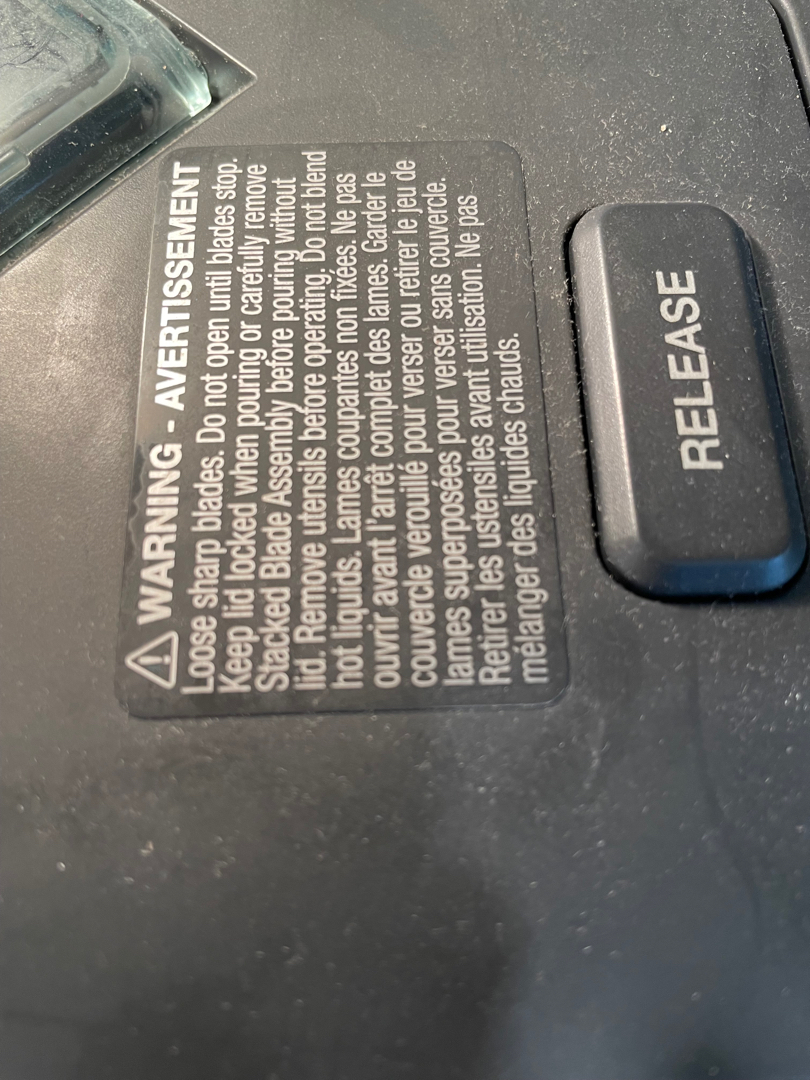 WARNING - AVERTISSEMENT
Loose sharp blades. Do not open until blades stop.
Keep lid locked when pouring or carefully remove
Stacked Blade Assembly before pouring without
lid. Remove utensils before operating. Do not blend
hot liquids. Lames coupantes non fixées. Ne pas
ouvrir avant l'arrêt complet des lames. Garder le
couvercle verouillé pour verser ou retirer le jeu de
lames superposées pour verser sans couvercle.
Retirer les ustensiles avant utilisation. Ne pas
mélanger des liquides chauds.
RELEASE